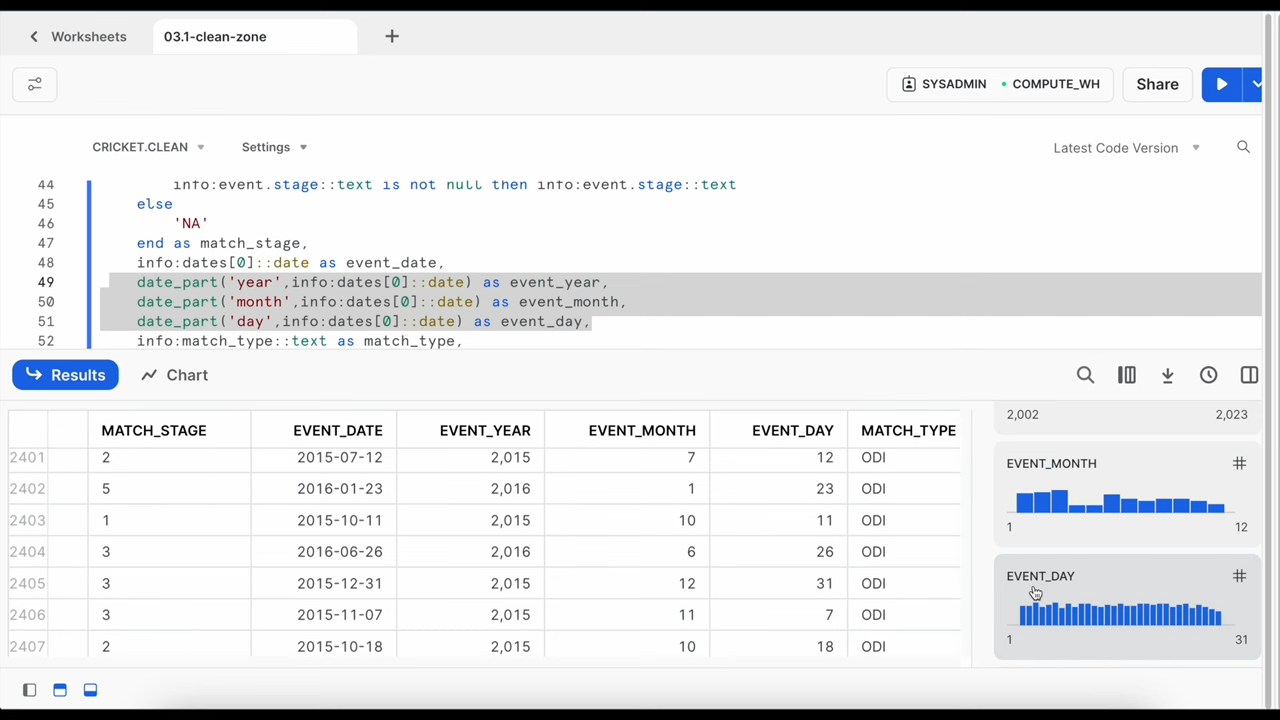 Worksheets
03.1-clean-zone
SYSADMIN COMPUTE_WH
Share
CRICKET.CLEAN
Settings
Latest Code Version
44 info:event.stage::text is not null then info:event.stage::text
45 else
46 'NA'
47 end as match_stage,
48 info:dates[0]::date as event_date,
49 date_part('year',info:dates[0]::date) as event_year,
50 date_part('month',info:dates[0]::date) as event_month,
51 date_part('day',info:dates[0]::date) as event_day,
52 info:match_type::text as match_type,
Results
Chart
MATCH_STAGE EVENT_DATE EVENT_YEAR EVENT_MONTH EVENT_DAY MATCH_TYPE
2401 2 2015-07-12 2,015 7 12 ODI
2402 5 2016-01-23 2,016 1 23 ODI
2403 1 2015-10-11 2,015 10 11 ODI
2404 3 2016-06-26 2,016 6 26 ODI
2405 3 2015-12-31 2,015 12 31 ODI
2406 3 2015-11-07 2,015 11 7 ODI
2407 2 2015-10-18 2,015 10 18 ODI
2,002 2,023
EVENT_MONTH #
1 12
EVENT_DAY #
1 31